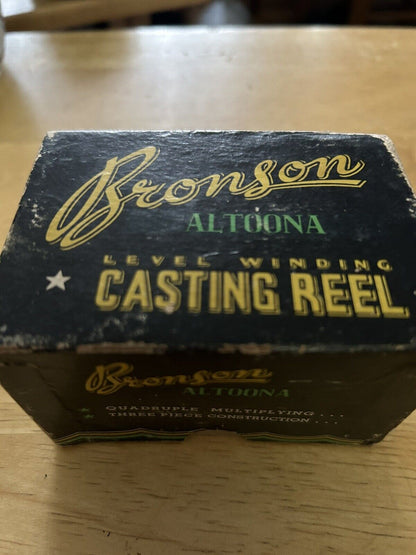 Bronson
ALTOONA
LEVEL WINDING
CASTING REEL
Bronson
ALTOONA
QUADRUPLE MULTIPLYING...
THREE PIECE CONSTRUCTION...